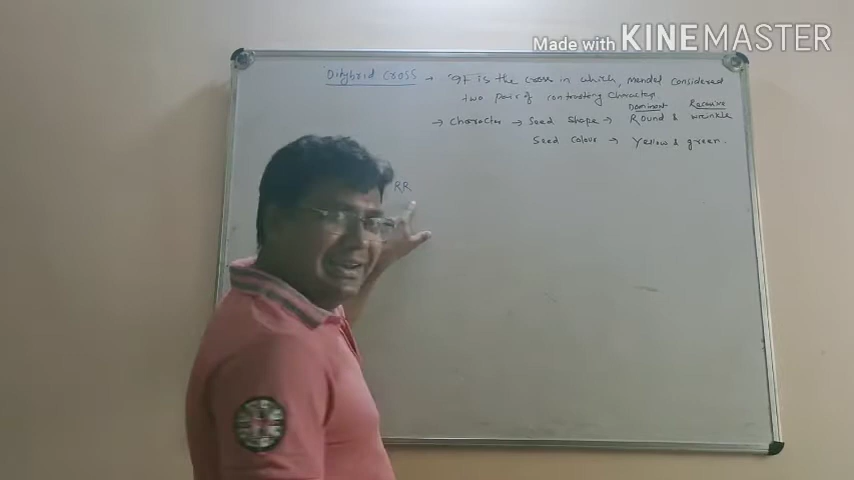 Made with KINEMASTER
Dihybrid Cross → "It is the cross in which, mendel considered
two pair of contrasting character.
Dominant Recessive
→ Character → Seed Shape → Round & wrinkle
Seed Colour → Yellow & green.
RR